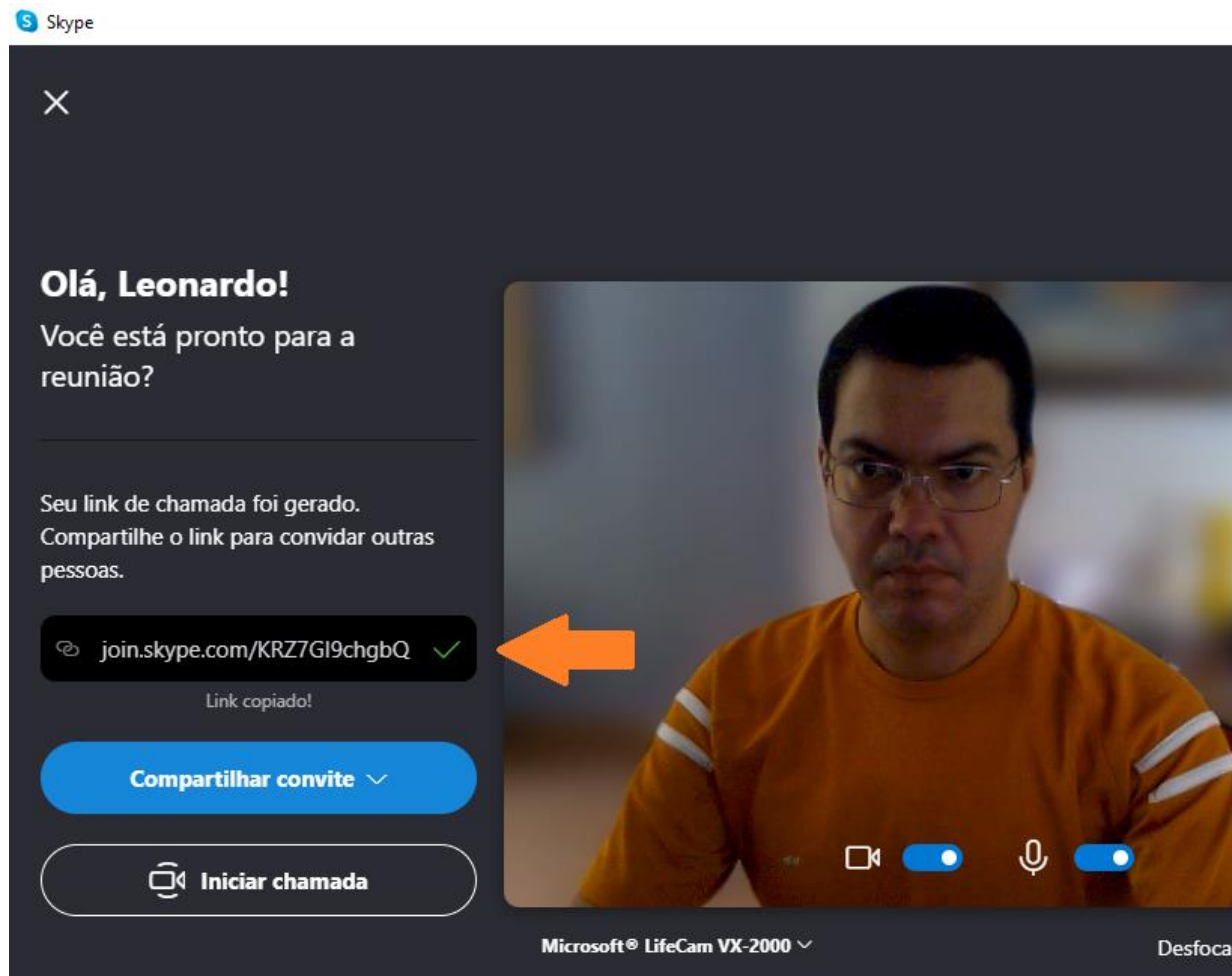 Skype
Olá, Leonardo!
Você está pronto para a
reunião?
Seu link de chamada foi gerado.
Compartilhe o link para convidar outras
pessoas.
join.skype.com/KRZ7GI9chgbQ
Link copiado!
Compartilhar convite
Iniciar chamada
Microsoft® LifeCam VX-2000
Desfoca